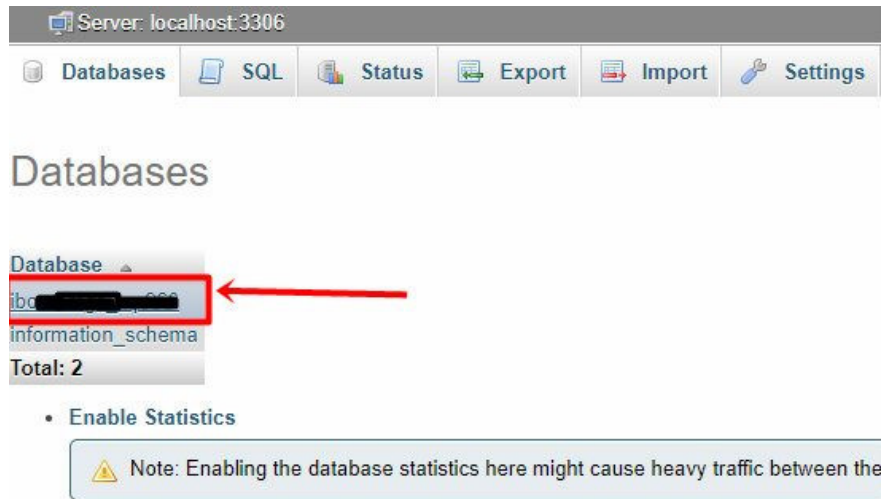 Server: localhost:3306
Databases SQL Status Export Import Settings
Databases
Database
information_schema
Total: 2
Enable Statistics
Note: Enabling the database statistics here might cause heavy traffic between the